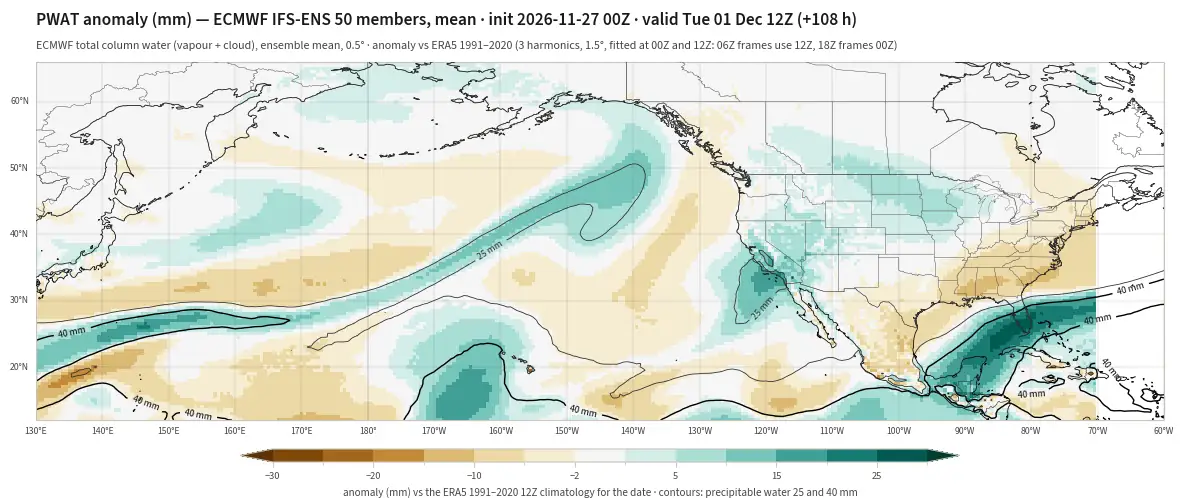 PWAT anomaly (mm) — ECMWF IFS-ENS 50 members, mean · init 2026-11-27 00Z · valid Tue 01 Dec 12Z (+108 h)
ECMWF total column water (vapour + cloud), ensemble mean, 0.5° · anomaly vs ERA5 1991–2020 (3 harmonics, 1.5°, fitted at 00Z and 12Z: 06Z frames use 12Z, 18Z frames 00Z)
60°N
50°N
40°N
25 mm
30°N
25 mm
40 mm
40 mm
40 mm
20°N
40 mm
40 mm
40 mm
40 mm
40 mm
130°E 140°E 150°E 160°E 170°E 180° 170°W 160°W 150°W 140°W 130°W 120°W 110°W 100°W 90°W 80°W 70°W 60°W
−30 −20 −10 −2 5 15 25
anomaly (mm) vs the ERA5 1991–2020 12Z climatology for the date · contours: precipitable water 25 and 40 mm